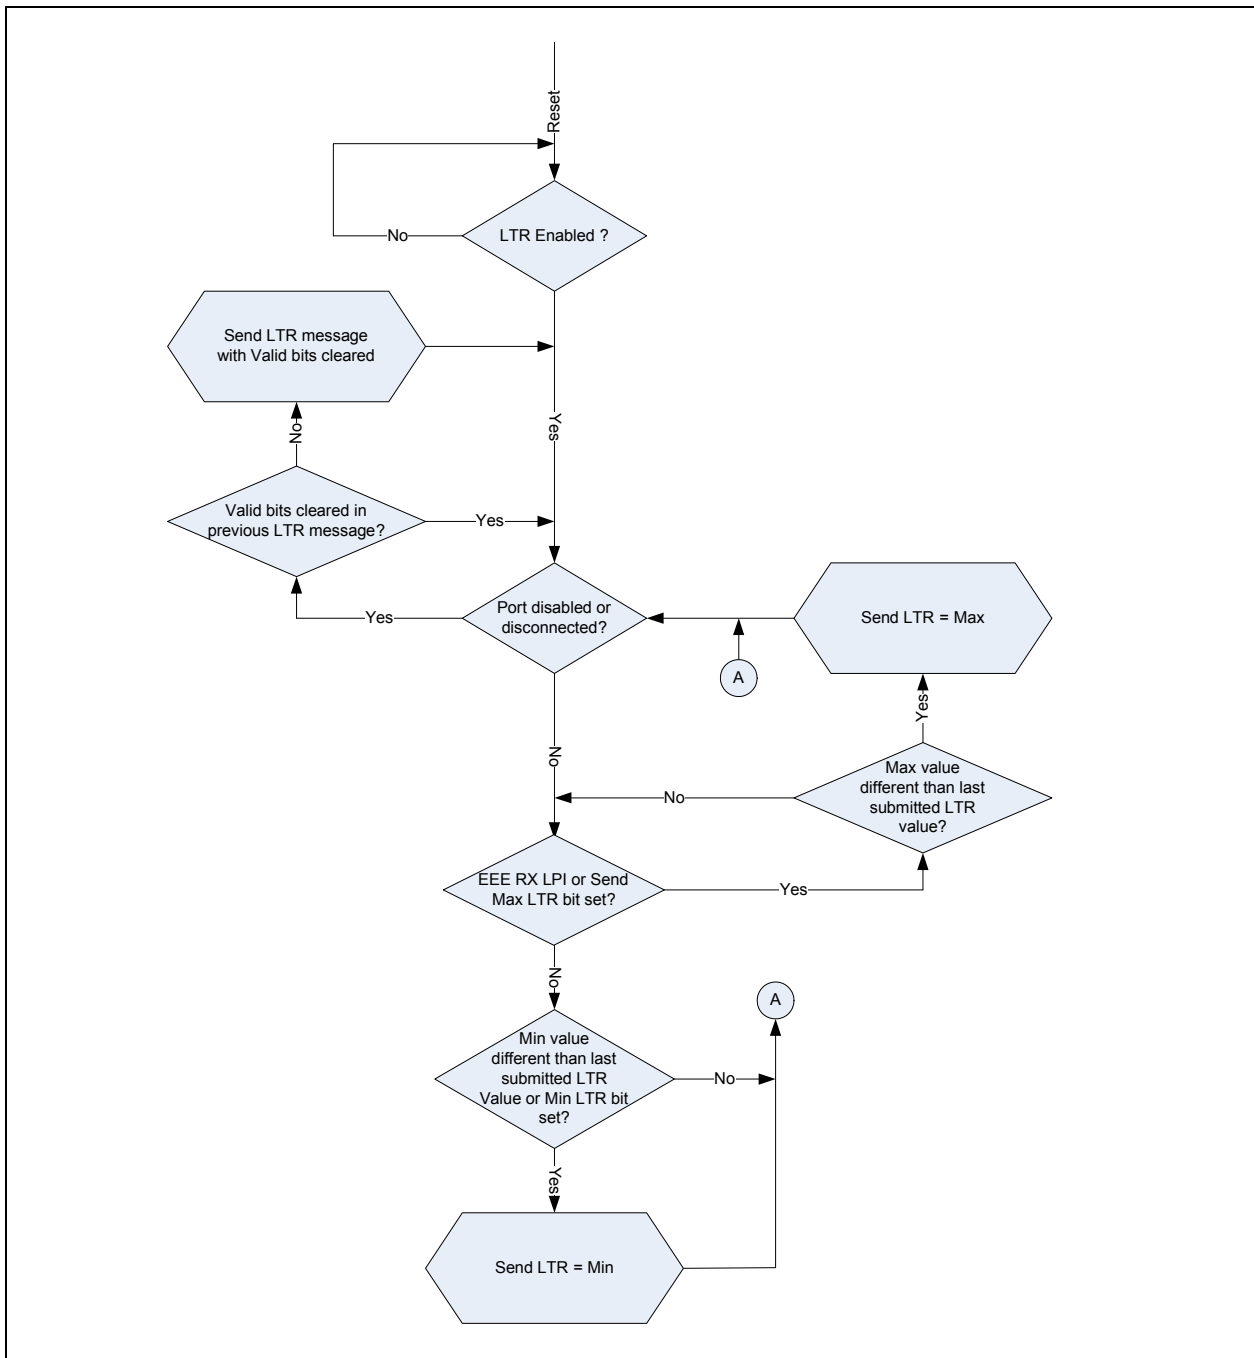 Reset
LTR Enabled ?
No
Send LTR message
with Valid bits cleared
Yes
No
Valid bits cleared in
previous LTR message?
Yes
Port disabled or
disconnected?
Yes
Send LTR = Max
A
No
Yes
Max value
different than last
submitted LTR
value?
No
EEE RX LPI or Send
Max LTR bit set?
Yes
No
A
Min value
different than last
submitted LTR
Value or Min LTR bit
set?
No
Yes
Send LTR = Min